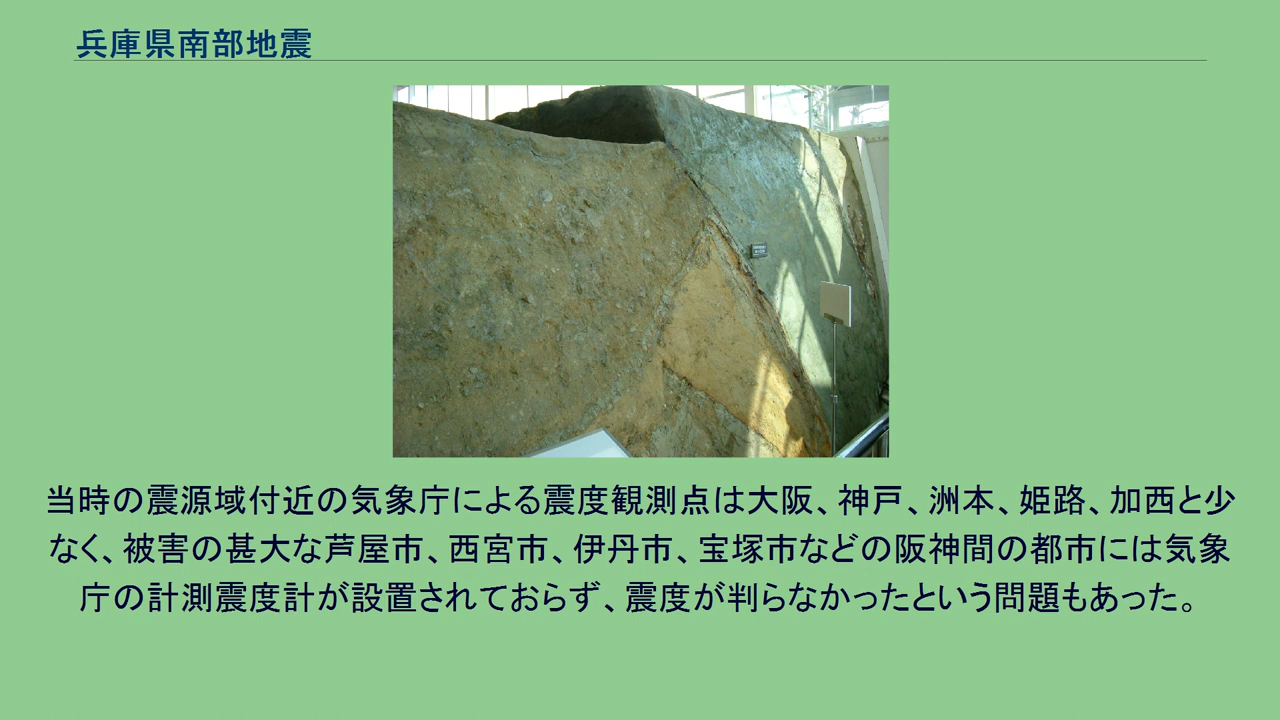 兵庫県南部地震
当時の震源域付近の気象庁による震度観測点は大阪、神戸、洲本、姫路、加西と少
なく、被害の甚大な芦屋市、西宮市、伊丹市、宝塚市などの阪神間の都市には気象
庁の計測震度計が設置されておらず、震度が判らなかったという問題もあった。